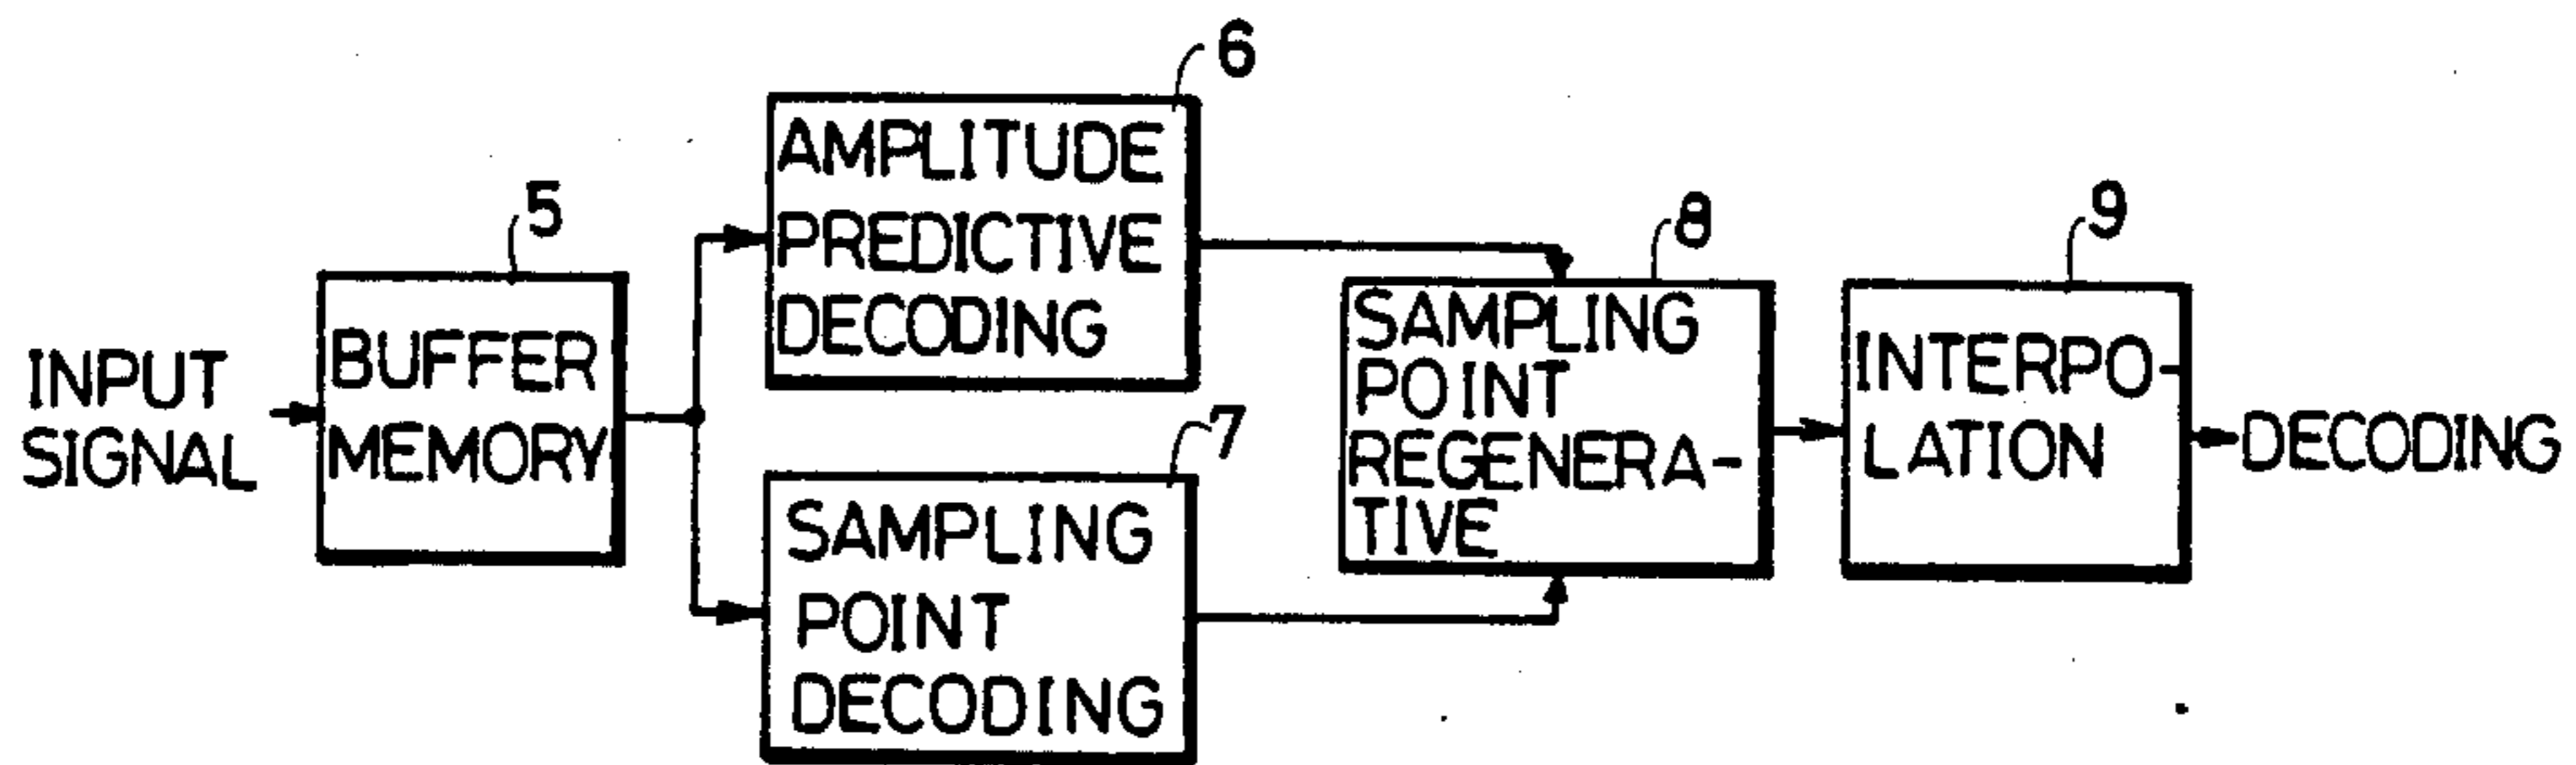 INPUT
SIGNAL
5
BUFFER
MEMORY
6
AMPLITUDE
PREDICTIVE
DECODING
7
SAMPLING
POINT
DECODING
8
SAMPLING
POINT
REGENERA-
TIVE
9
INTERPO-
LATION
DECODING